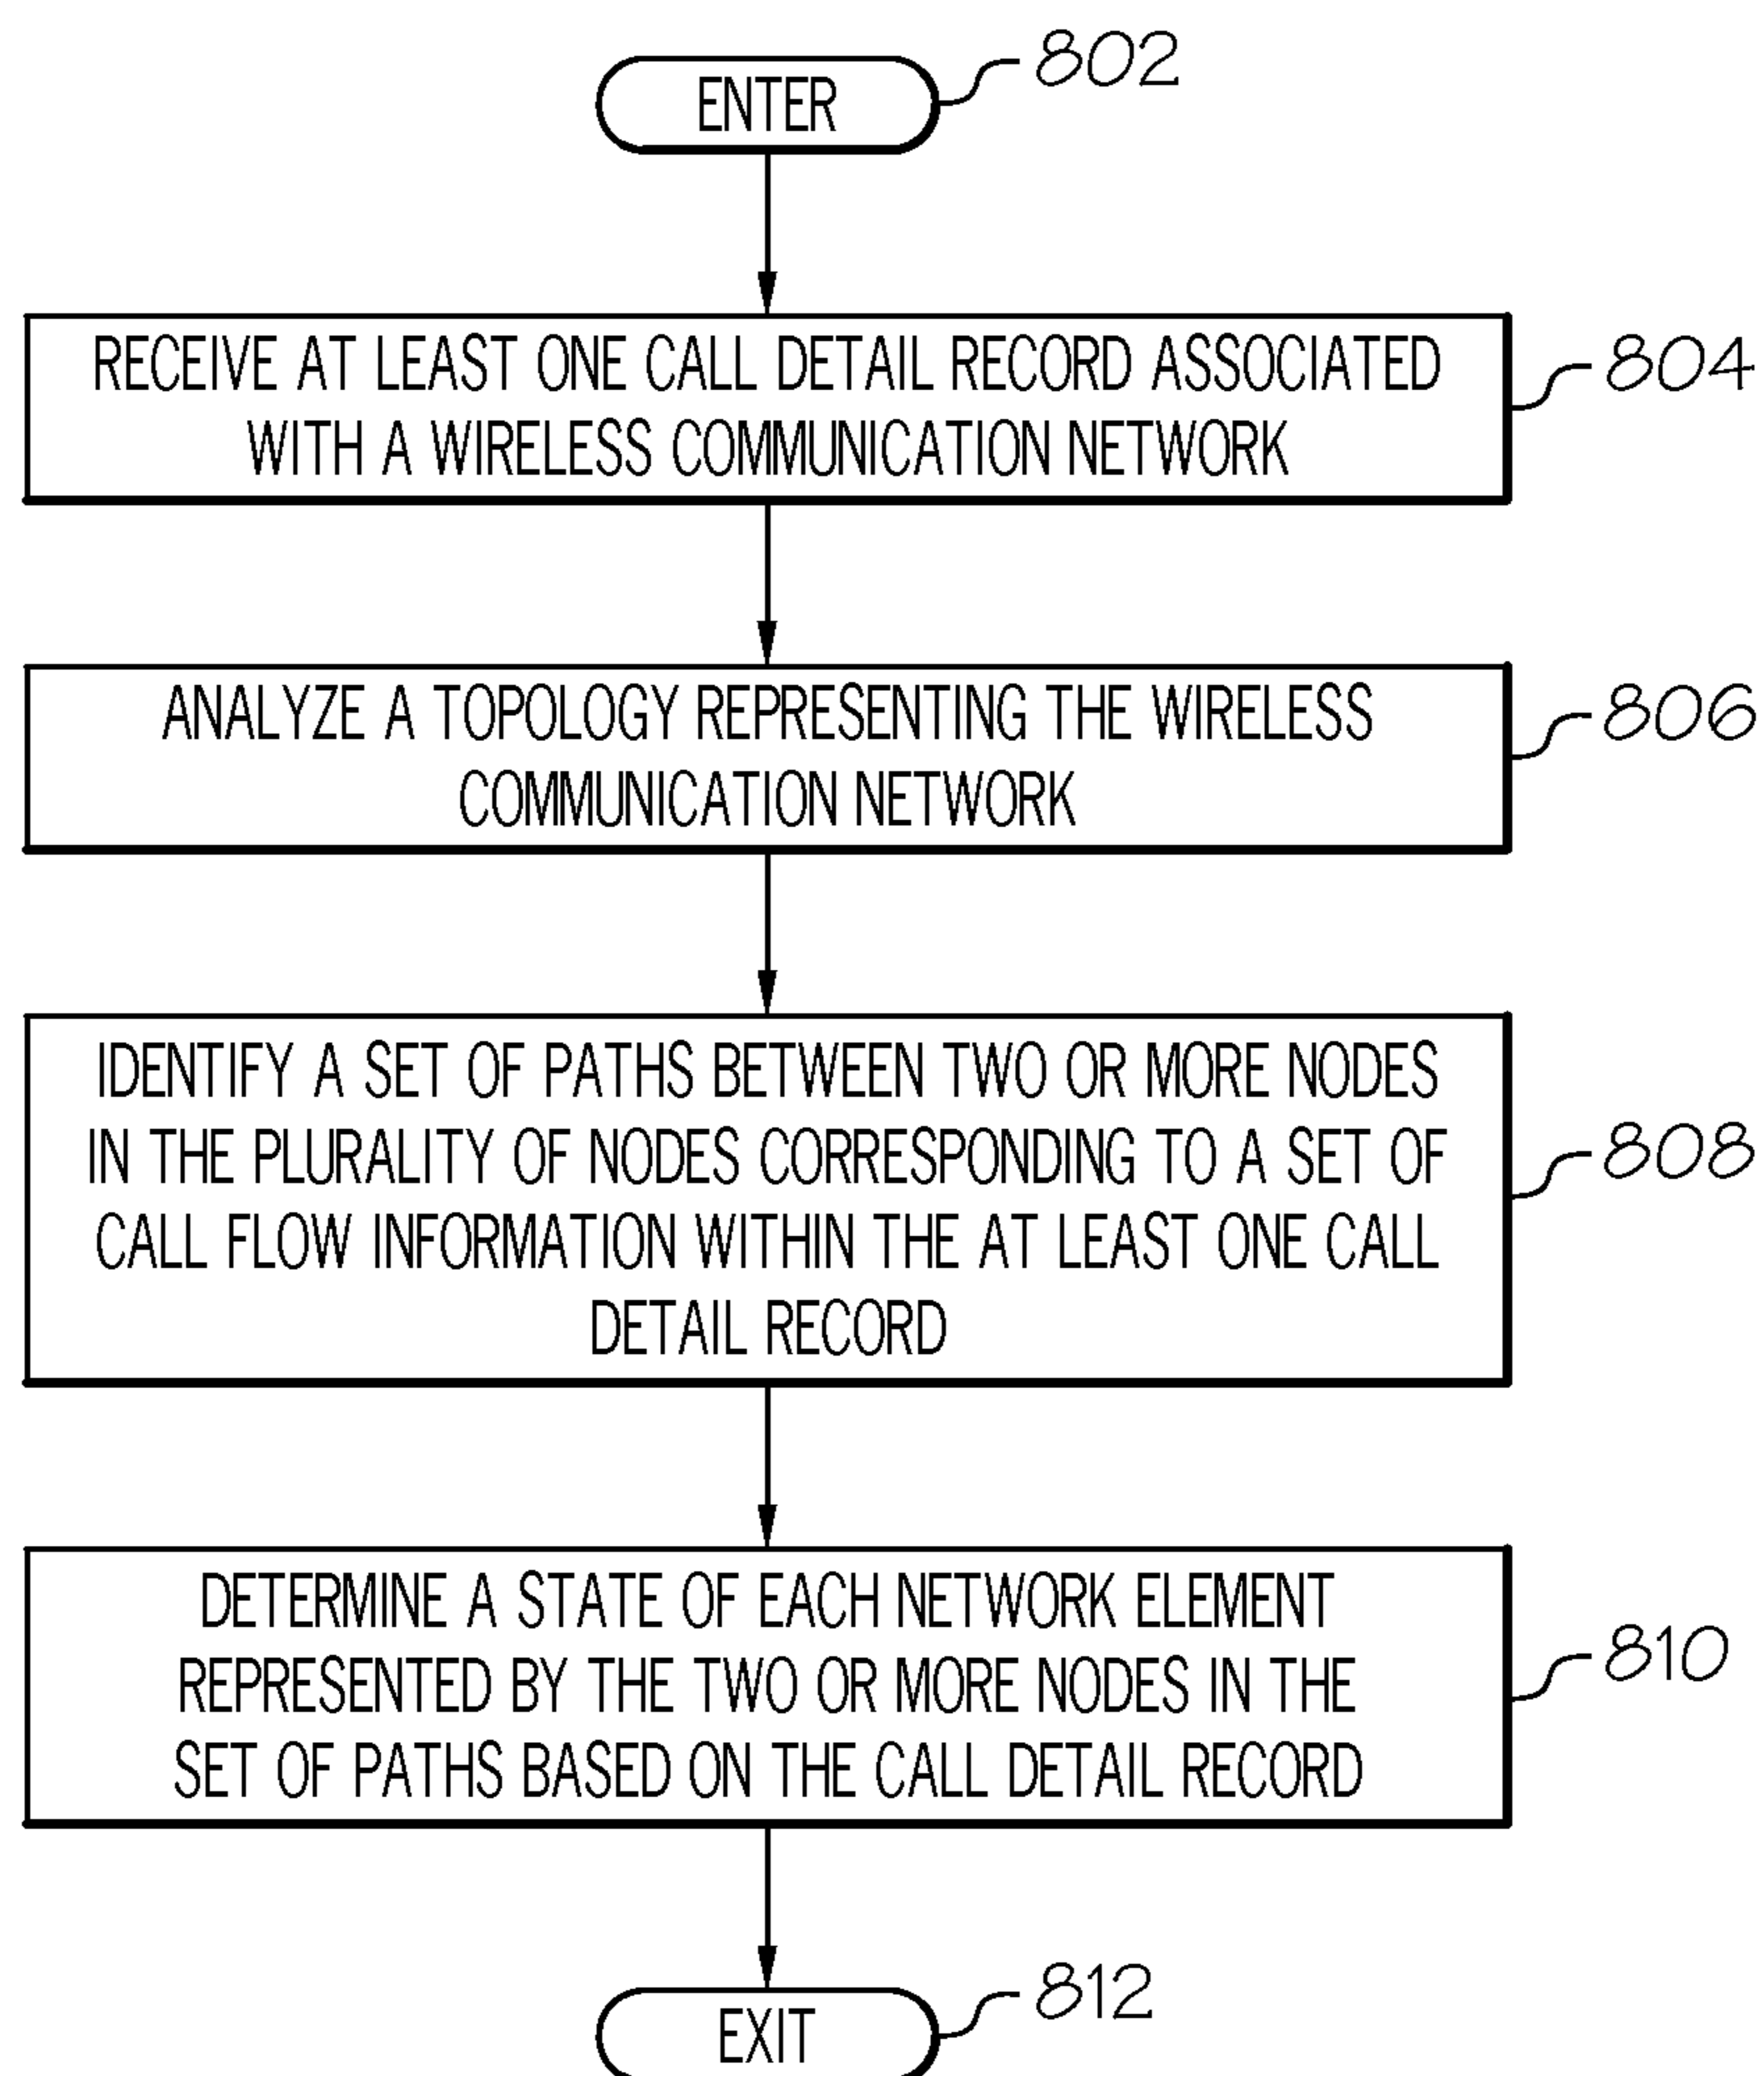 ENTER
802
RECEIVE AT LEAST ONE CALL DETAIL RECORD ASSOCIATED
WITH A WIRELESS COMMUNICATION NETWORK
804
ANALYZE A TOPOLOGY REPRESENTING THE WIRELESS
COMMUNICATION NETWORK
806
IDENTIFY A SET OF PATHS BETWEEN TWO OR MORE NODES
IN THE PLURALITY OF NODES CORRESPONDING TO A SET OF
CALL FLOW INFORMATION WITHIN THE AT LEAST ONE CALL
DETAIL RECORD
808
DETERMINE A STATE OF EACH NETWORK ELEMENT
REPRESENTED BY THE TWO OR MORE NODES IN THE
SET OF PATHS BASED ON THE CALL DETAIL RECORD
810
EXIT
812